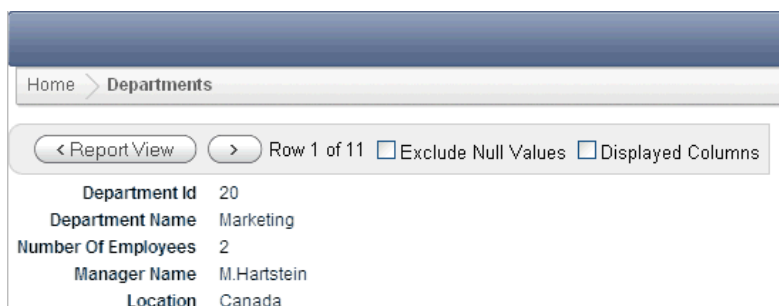 Home Departments
< Report View > Row 1 of 11 Exclude Null Values Displayed Columns
Department Id 20
Department Name Marketing
Number Of Employees 2
Manager Name M.Hartstein
Location Canada